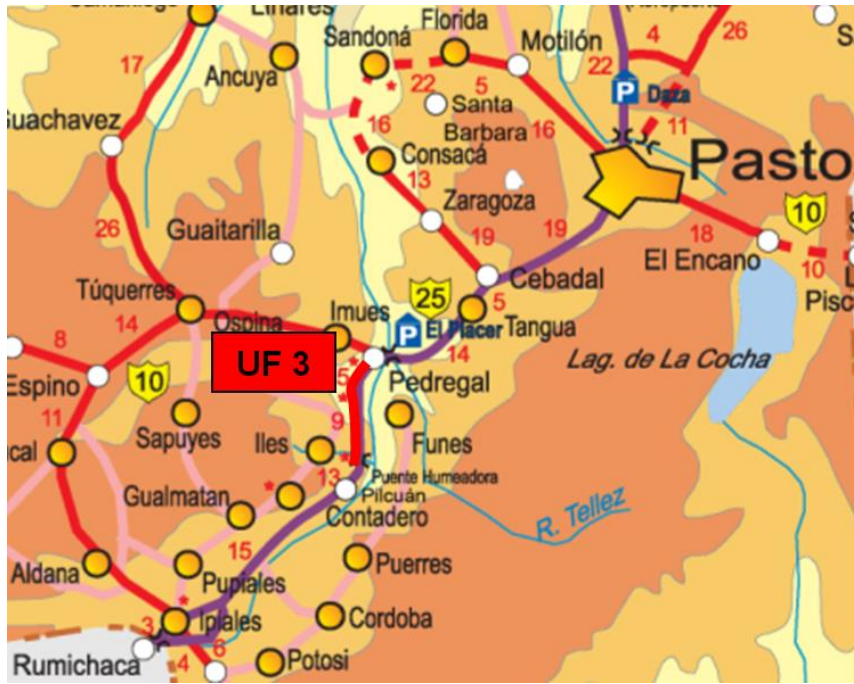 Linares
Florida
4
26
17
Sandoná
Motilón
22
Ancuya
22
5
P Daza
Santa
Barbara
11
Guachavez
16
16
Consacá
Pasto
13
Zaragoza
10
26
Guaitarilla
19
19
18
El Encano
10
Cebadal
Túquerres
25
Pisc
Imues
5
14
Ospina
P El Placer
Tangua
8
UF 3
14
Lag. de La Cocha
Espino
10
5
Pedregal
11
9
Sapuyes
Iles
Funes
cal
13
Puente Humeadora
Pilcuán
Gualmatan
Contadero
R. Tellez
15
Aldana
Pupiales
Puerres
Ipiales
Cordoba
3
6
Rumichaca
4
Potosi